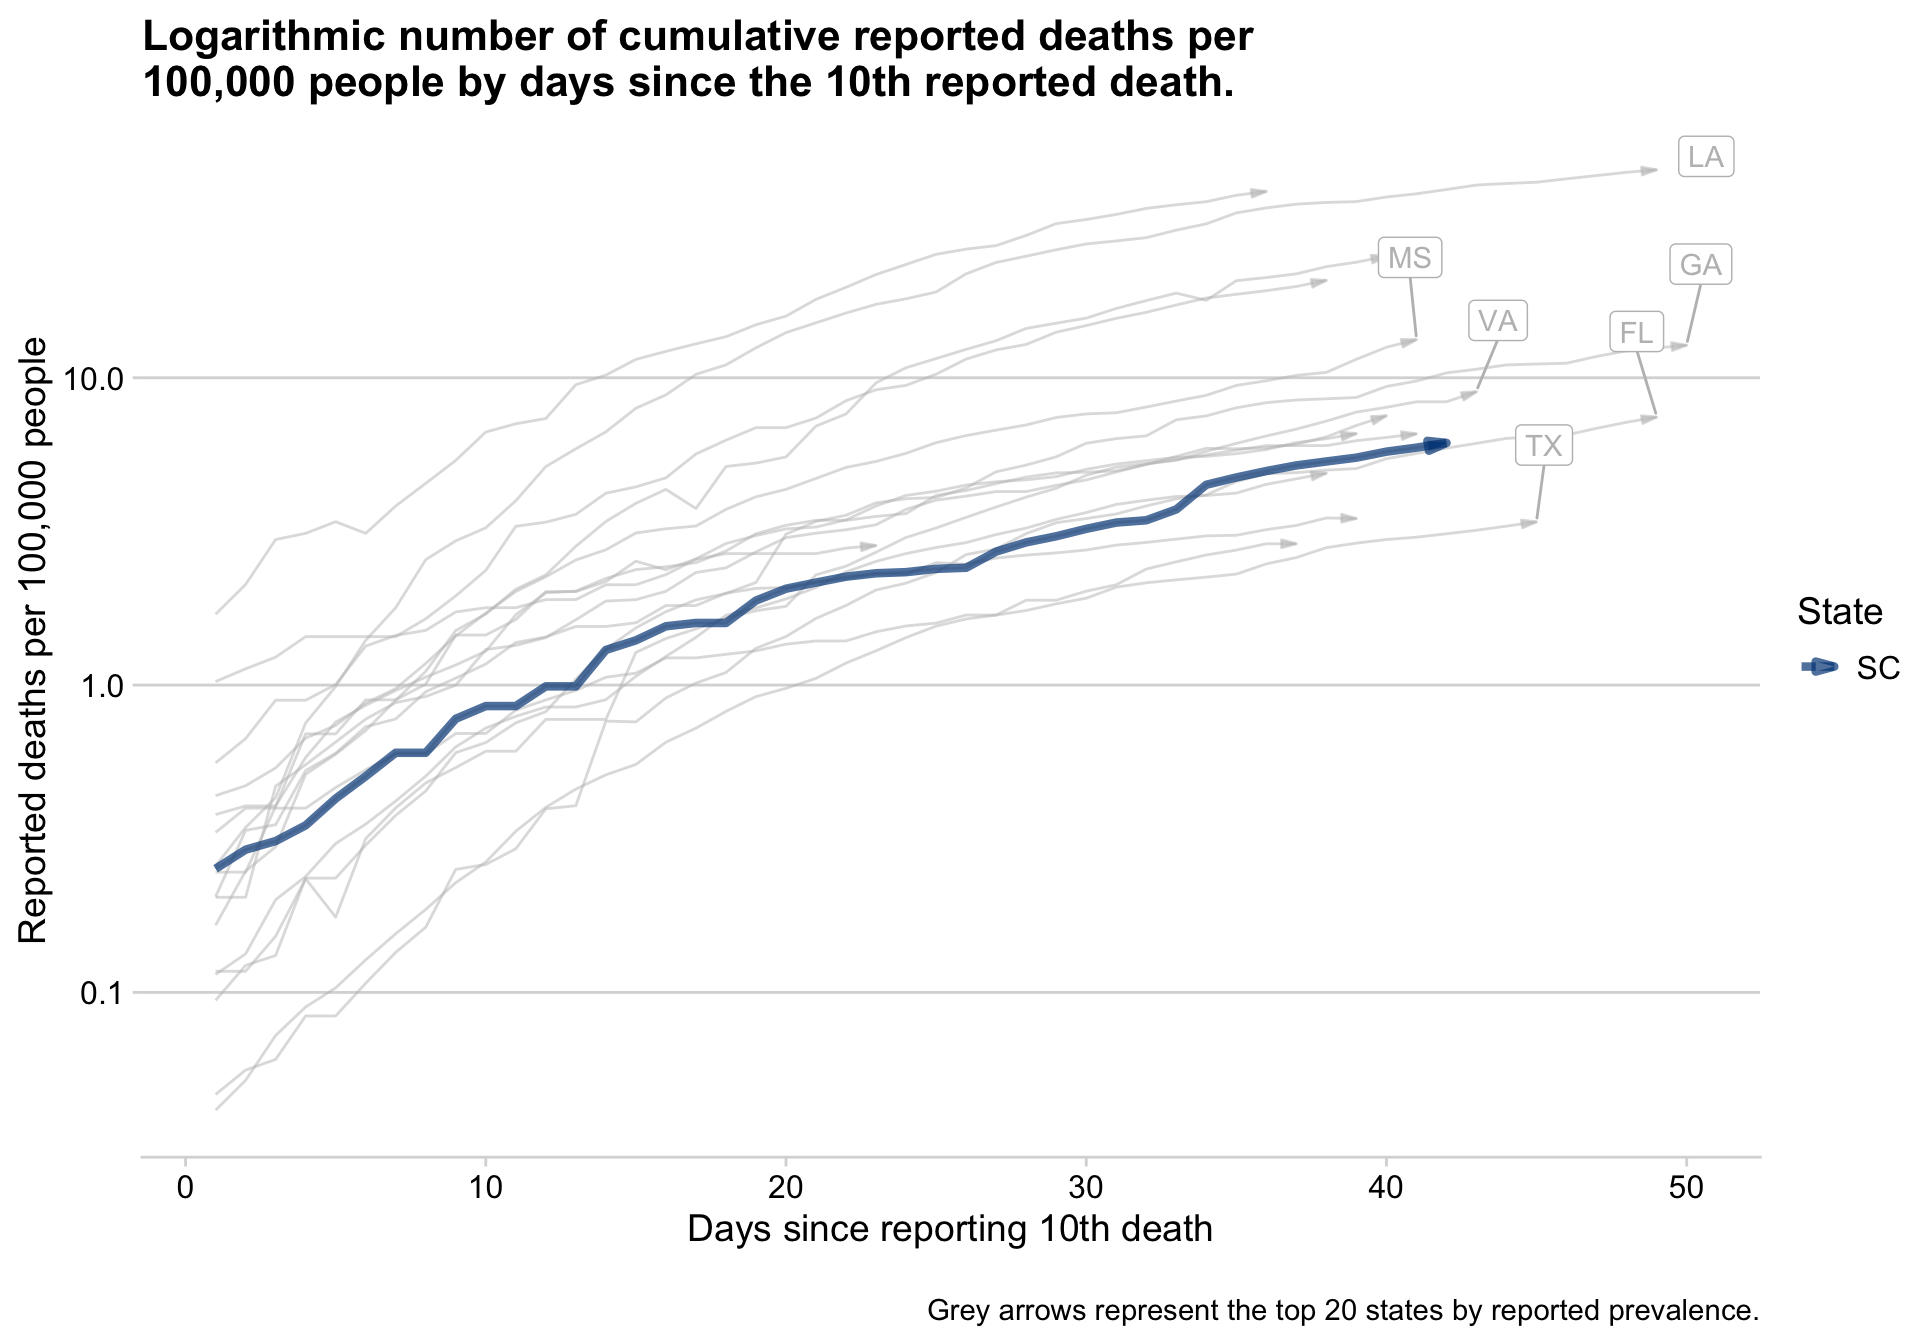 Logarithmic number of cumulative reported deaths per
100,000 people by days since the 10th reported death.
Reported deaths per 100,000 people
10.0
1.0
0.1
LA
MS
GA
VA
FL
TX
State
SC
0
10
20
30
40
50
Days since reporting 10th death
Grey arrows represent the top 20 states by reported prevalence.